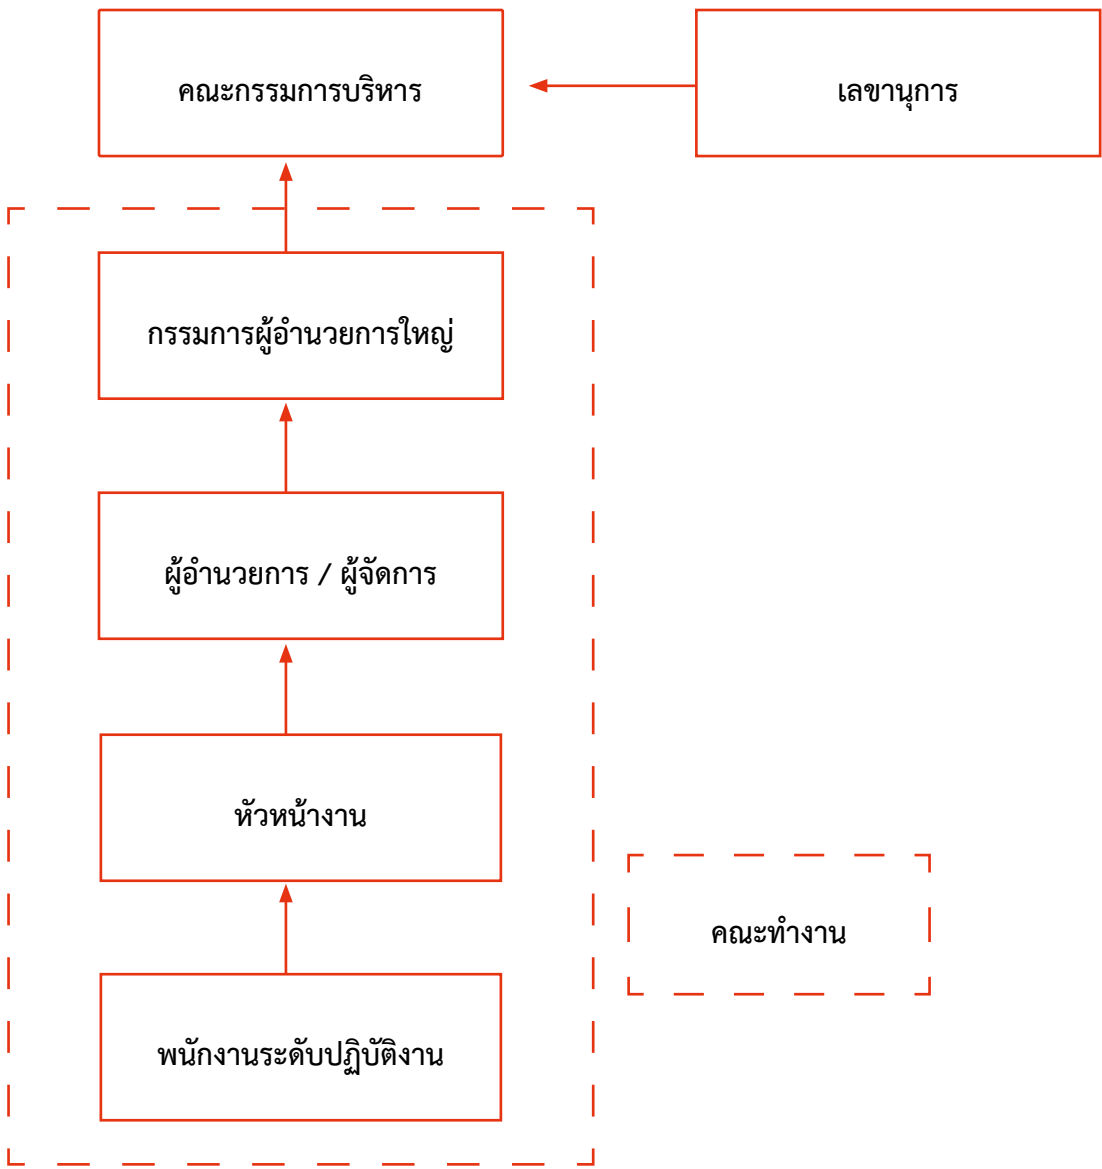 คณะกรรมการบริหาร
เลขานุการ
กรรมการผู้อำนวยการใหญ่
ผู้อำนวยการ / ผู้จัดการ
หัวหน้างาน
คณะทำงาน
พนักงานระดับปฏิบัติงาน